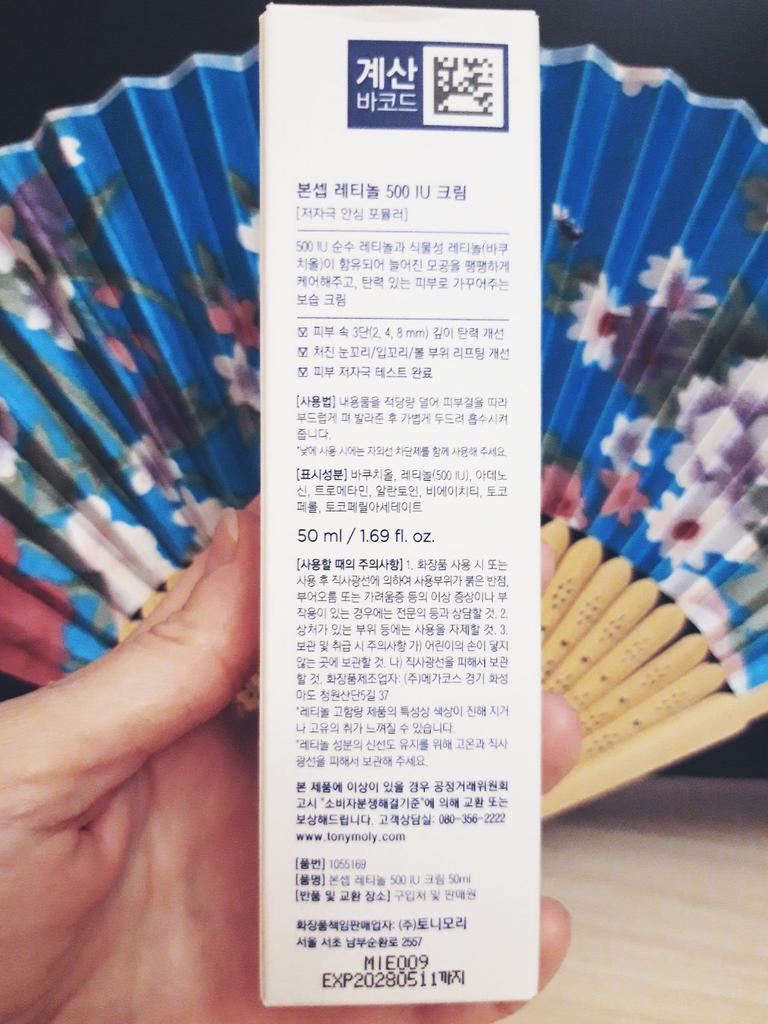 계산
바코드
본셉 레티놀 500 IU 크림
[저자극 안심 포뮬러]
500 IU 순수 레티놀과 식물성 레티놀(바쿠
치올)이 함유되어 늘어진 모공을 팽팽하게
케어해주고, 탄력 있는 피부로 가꾸어주는
보습 크림
☑ 피부 속 3단(2, 4, 8 mm) 깊이 탄력 개선
☑ 처진 눈꼬리/입꼬리/볼 부위 리프팅 개선
☑ 피부 저자극 테스트 완료
[사용법] 내용물을 적당량 덜어 피부결을 따라
부드럽게 펴 발라준 후 가볍게 두드려 흡수시켜
줍니다.
*낮에 사용 시에는 자외선 차단제를 함께 사용해 주세요.
[표시성분] 바쿠치올, 레티놀(500 IU), 아데노
신, 트로메타민, 알란토인, 비에이치티, 토코
페롤, 토코페릴아세테이트
50 ml / 1.69 fl. oz.
[사용할 때의 주의사항] 1. 화장품 사용 시 또는
사용 후 직사광선에 의하여 사용부위가 붉은 반점,
부어오름 또는 가려움증 등의 이상 증상이나 부
작용이 있는 경우에는 전문의 등과 상담할 것. 2.
상처가 있는 부위 등에는 사용을 자제할 것. 3.
보관 및 취급 시 주의사항 가) 어린이의 손이 닿지
않는 곳에 보관할 것. 나) 직사광선을 피해서 보관
할 것. 화장품제조업자: (주)메가코스 경기 화성
마도 청원산단5길 37
*레티놀 고함량 제품의 특성상 색상이 진해 지거
나 고유의 취가 느껴질 수 있습니다.
*레티놀 성분의 신선도 유지를 위해 고온과 직사
광선을 피해서 보관해 주세요.
본 제품에 이상이 있을 경우 공정거래위원회
고시 "소비자분쟁해결기준"에 의해 교환 또는
보상해드립니다. 고객상담실: 080-356-2222
www.tonymoly.com
[품번] 1055169
[품명] 본셉 레티놀 500 IU 크림 50ml
[반품 및 교환 장소] 구입처 및 판매원
화장품책임판매업자: (주)토니모리
서울 서초 남부순환로 2557
MIE009
EXP20280511까지